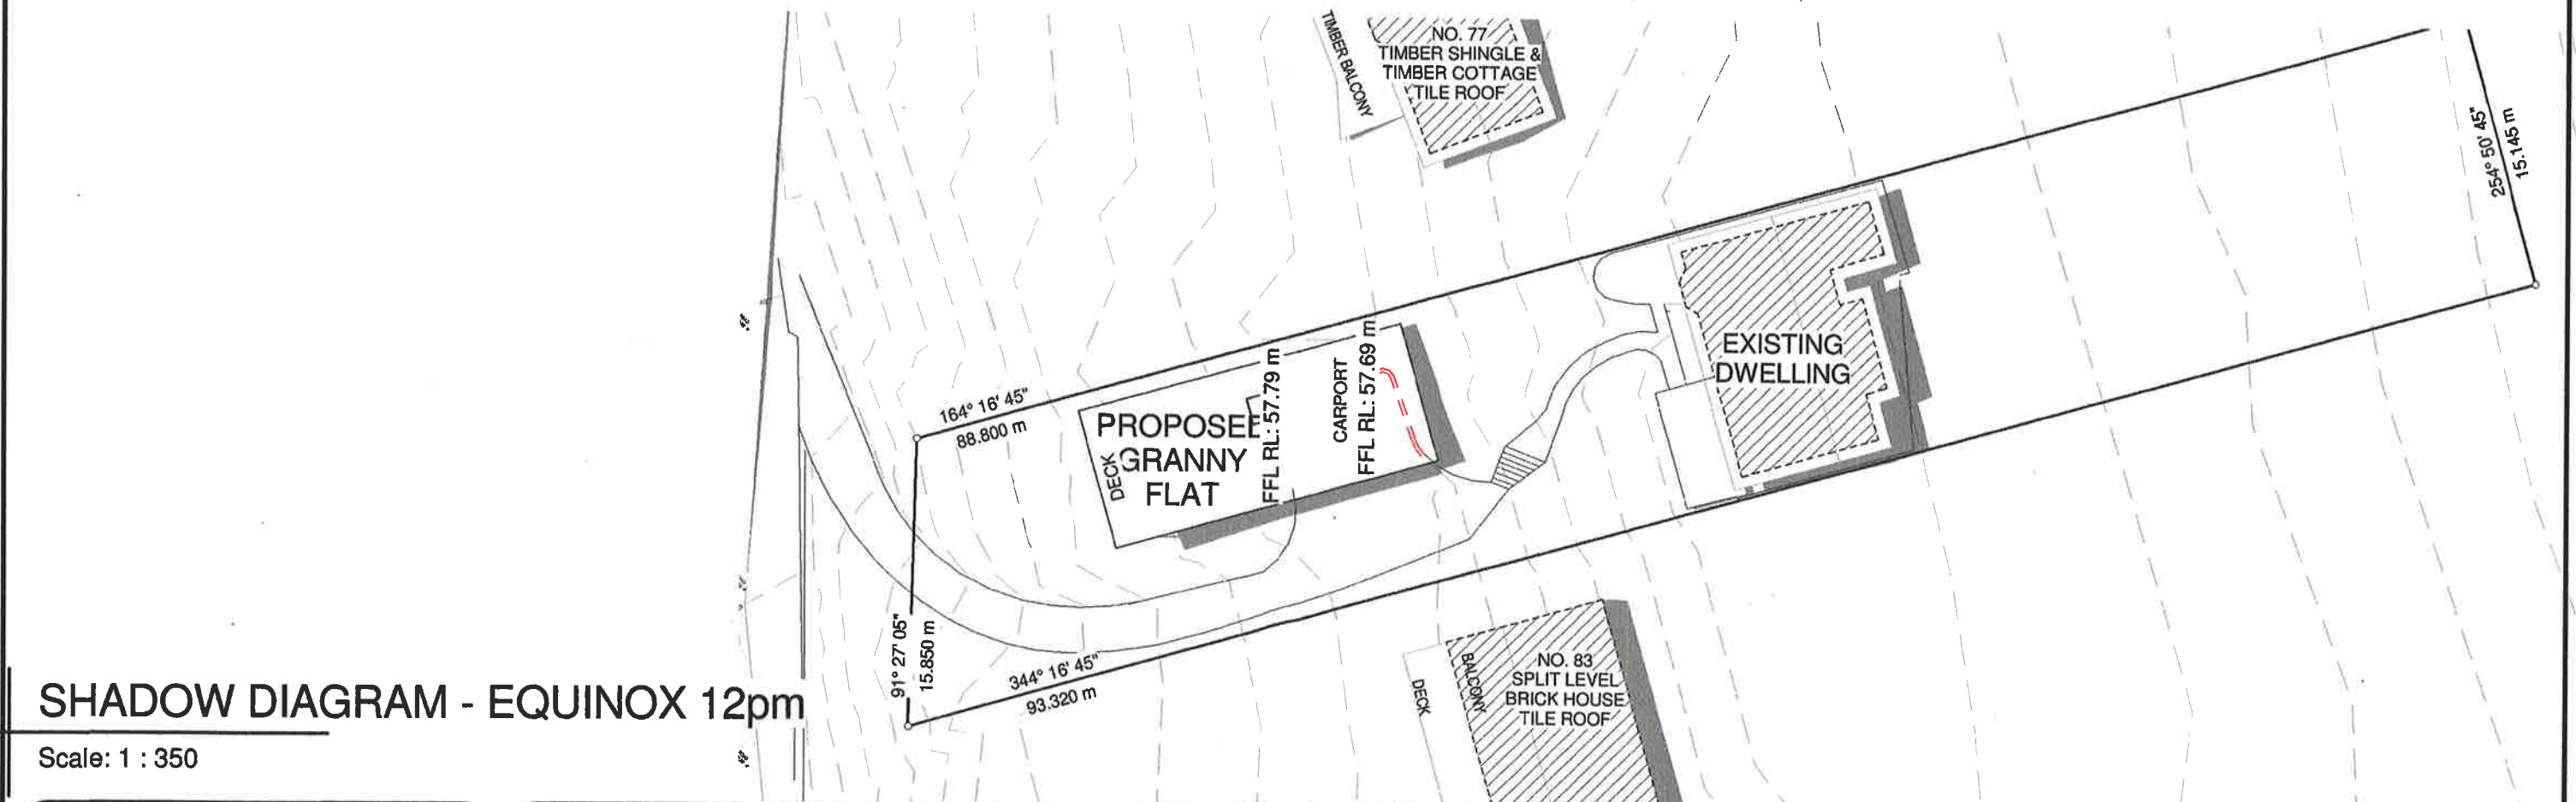 TIMBER BALCONY
NO. 77
TIMBER SHINGLE &
TIMBER COTTAGE
TILE ROOF
254° 50' 45"
15.145 m
EXISTING
DWELLING
164° 16' 45"
88.800 m
PROPOSED
GRANNY
FLAT
DECK
FFL RL: 57.79 m
CARPORT
FFL RL: 57.69 m
91° 27' 05"
15.850 m
344° 16' 45"
93.320 m
DECK
BALCONY
NO. 83
SPLIT LEVEL
BRICK HOUSE
TILE ROOF
SHADOW DIAGRAM - EQUINOX 12pm
Scale: 1 : 350